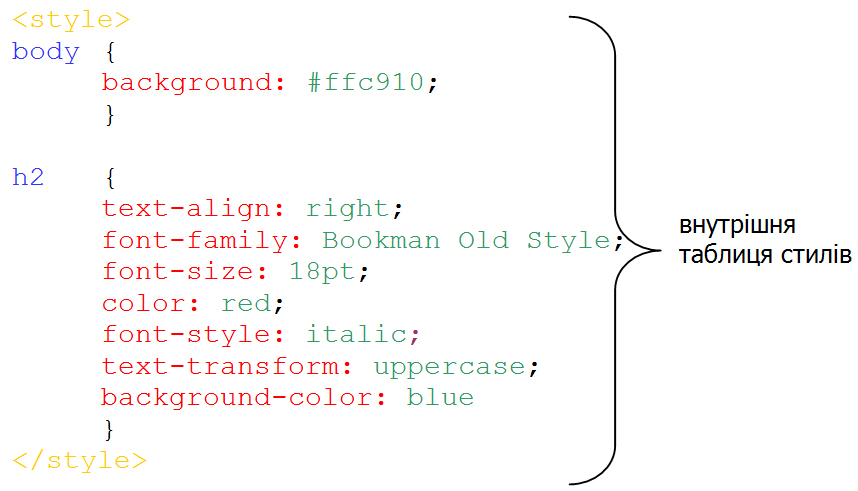 <style>
body {
background: #ffc910;
}
h2 {
text-align: right;
font-family: Bookman Old Style;
font-size: 18pt;
color: red;
font-style: italic;
text-transform: uppercase;
background-color: blue
}
</style>
внутрішня
таблиця стилів